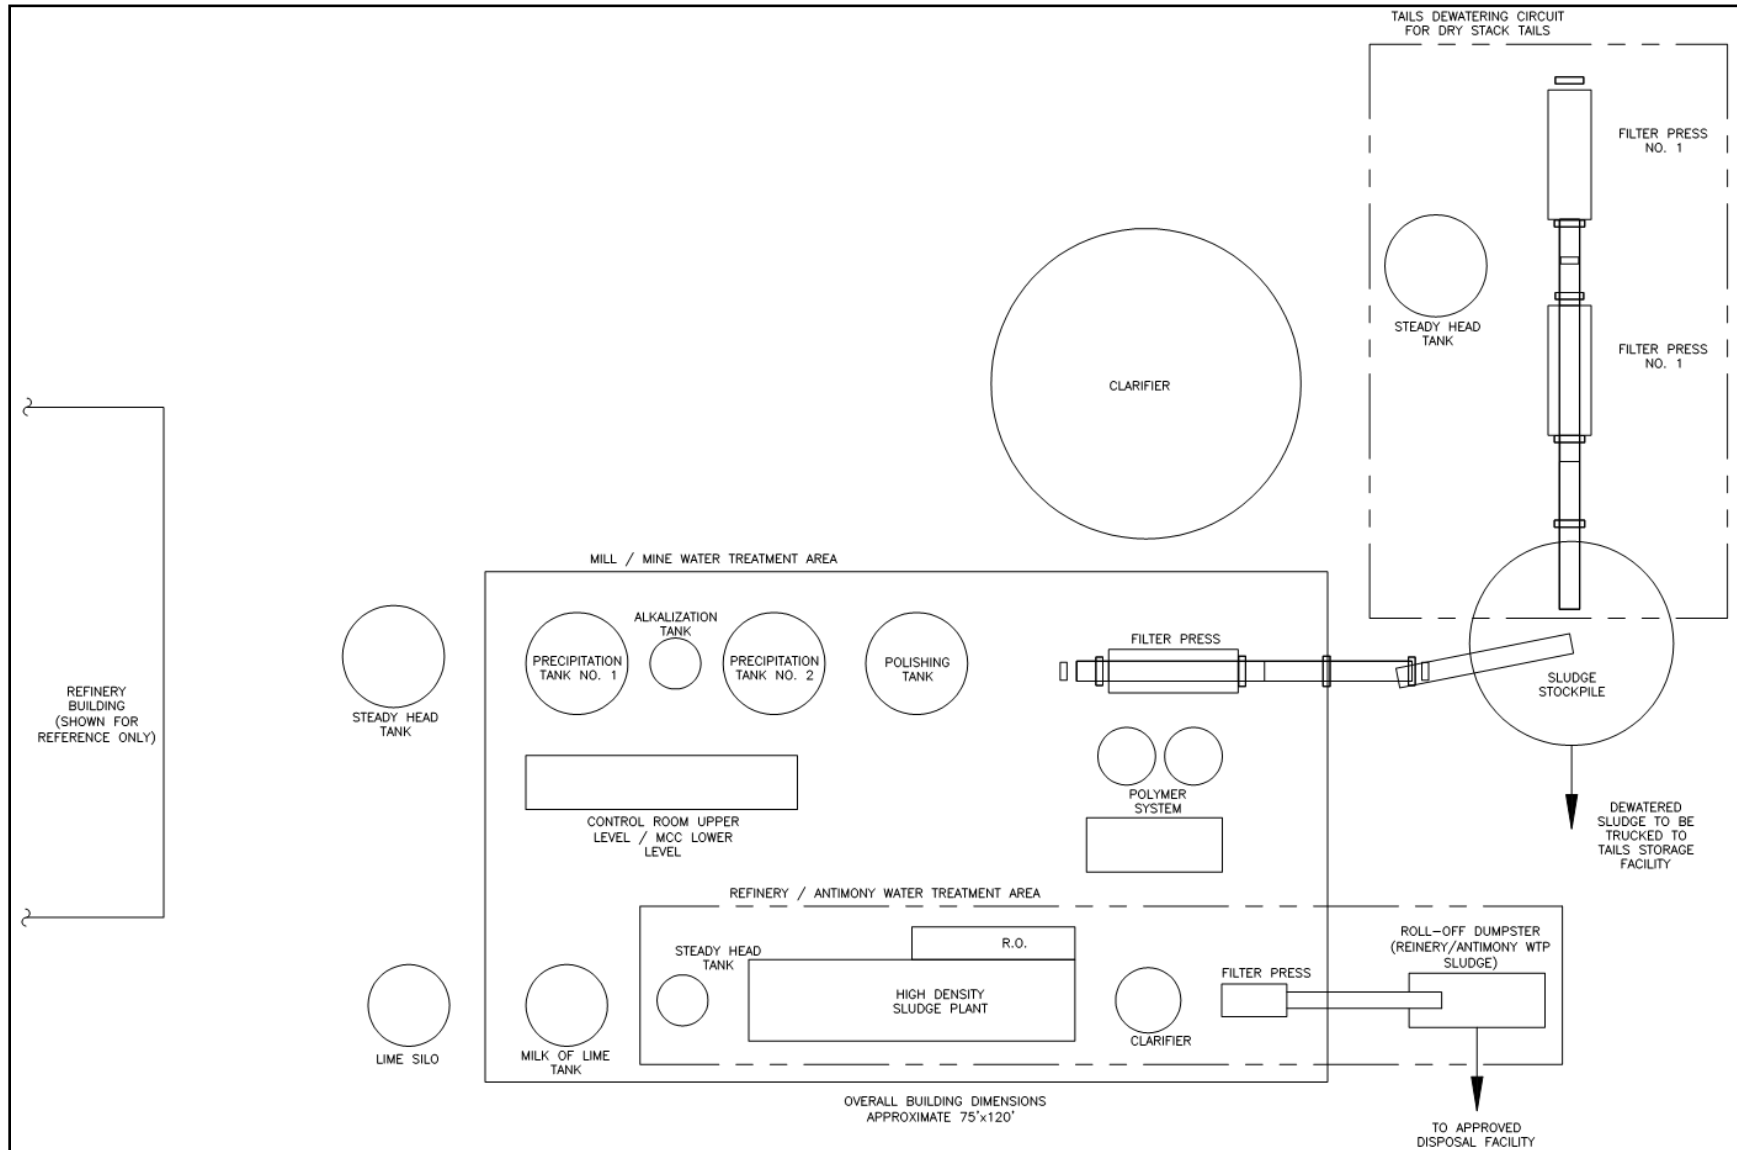 TAILS DEWATERING CIRCUIT
FOR DRY STACK TAILS
FILTER PRESS
NO. 1
STEADY HEAD
TANK
FILTER PRESS
NO. 1
CLARIFIER
MILL / MINE WATER TREATMENT AREA
ALKALIZATION
TANK
PRECIPITATION
TANK NO. 1
PRECIPITATION
TANK NO. 2
POLISHING
TANK
FILTER PRESS
SLUDGE
STOCKPILE
REFINERY
BUILDING
(SHOWN FOR
REFERENCE ONLY)
STEADY HEAD
TANK
POLYMER
SYSTEM
CONTROL ROOM UPPER
LEVEL / MCC LOWER
LEVEL
DEWATERED
SLUDGE TO BE
TRUCKED TO
TAILS STORAGE
FACILITY
REFINERY / ANTIMONY WATER TREATMENT AREA
STEADY HEAD
TANK
R.O.
HIGH DENSITY
SLUDGE PLANT
CLARIFIER
FILTER PRESS
ROLL-OFF DUMPSTER
(REINERY/ANTIMONY WTP
SLUDGE)
LIME SILO
MILK OF LIME
TANK
OVERALL BUILDING DIMENSIONS
APPROXIMATE 75'x120'
TO APPROVED
DISPOSAL FACILITY